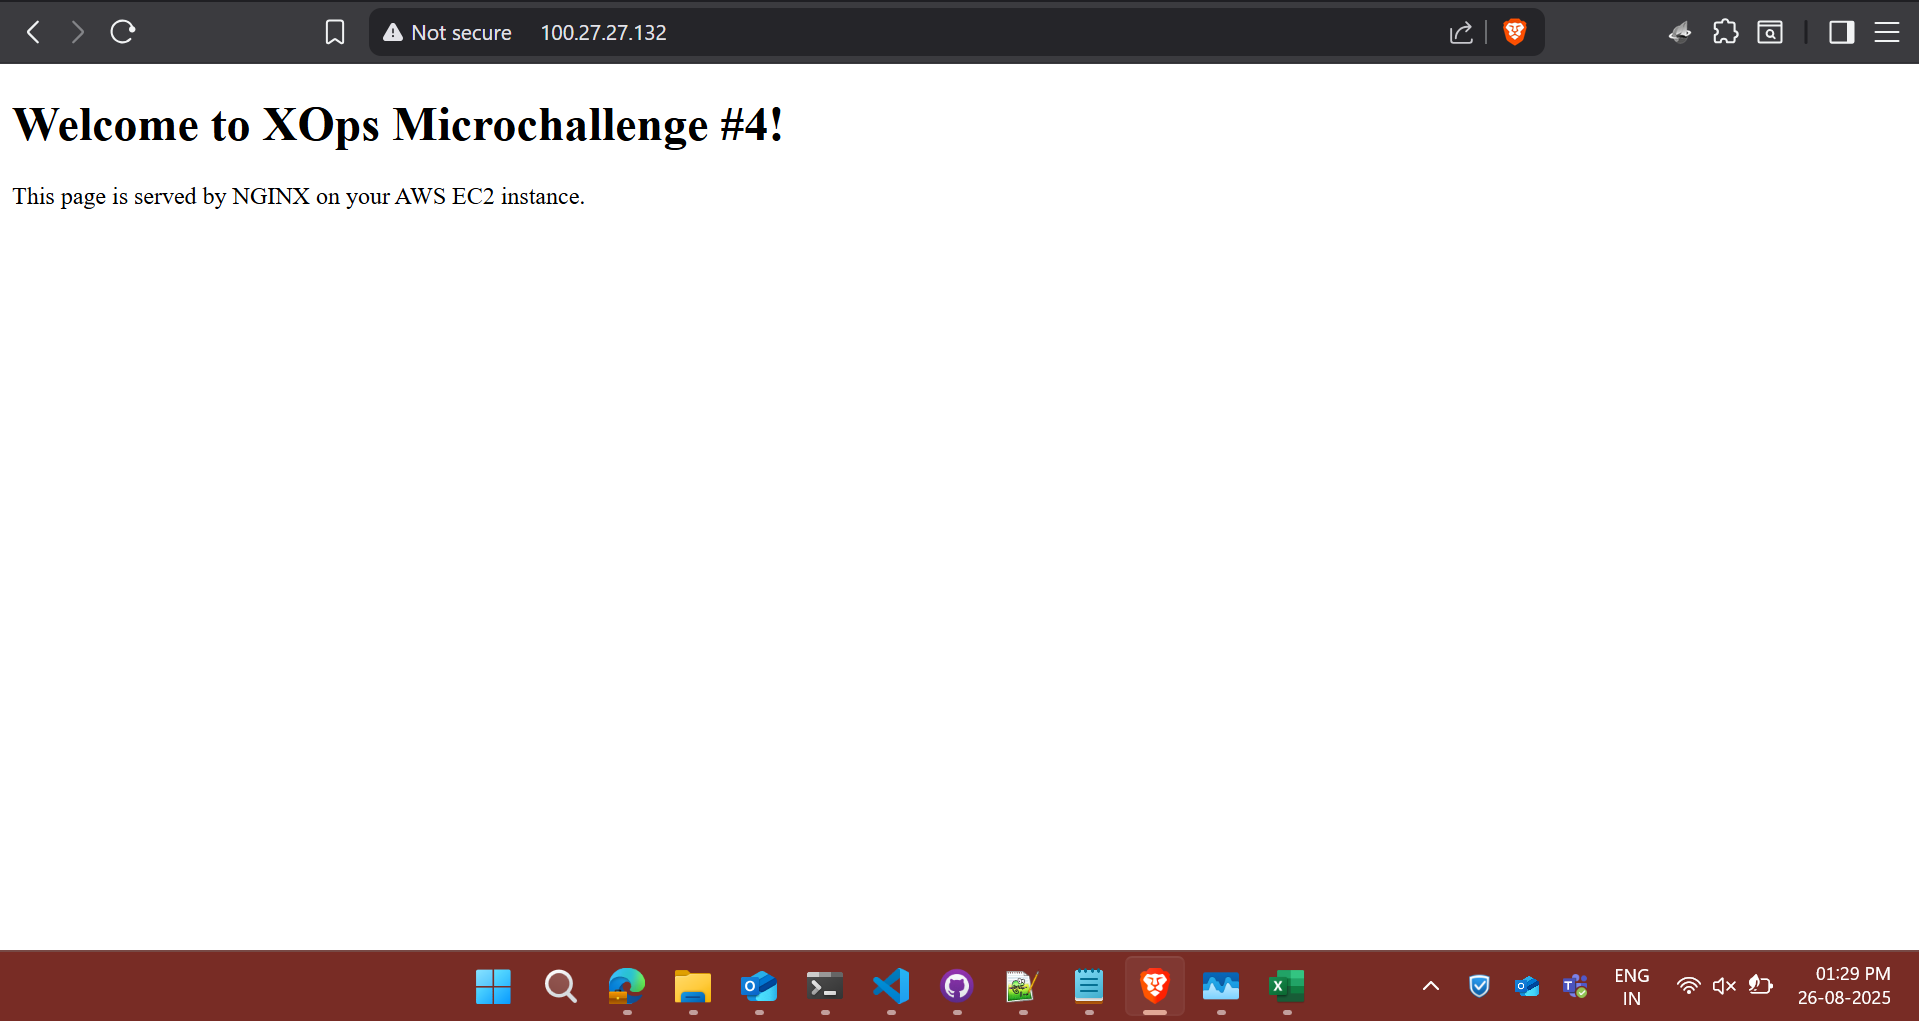 Not secure 100.27.27.132
Welcome to XOps Microchallenge #4!
This page is served by NGINX on your AWS EC2 instance.
ENG
IN
01:29 PM
26-08-2025